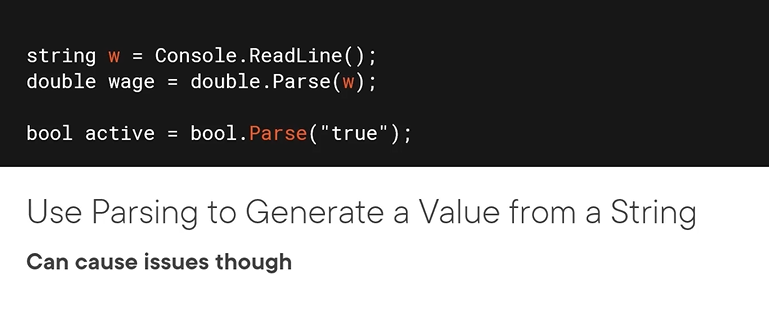 string w = Console.ReadLine();
double wage = double.Parse(w);
bool active = bool.Parse("true");
Use Parsing to Generate a Value from a String
Can cause issues though